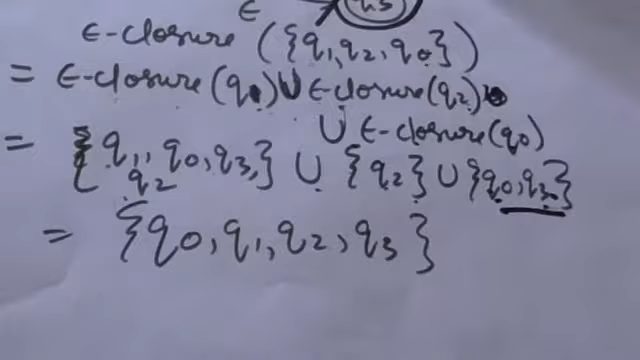 ϵ
q3
ϵ-closure ({q1,q2,q0})
= ϵ-closure(q1) ∪ ϵ-closure(q2)
∪ ϵ-closure(q0)
= {q1, q0,q3,} ∪ {q2} ∪ {q0,q3}
q2
= {q0,q1,q2,q3}